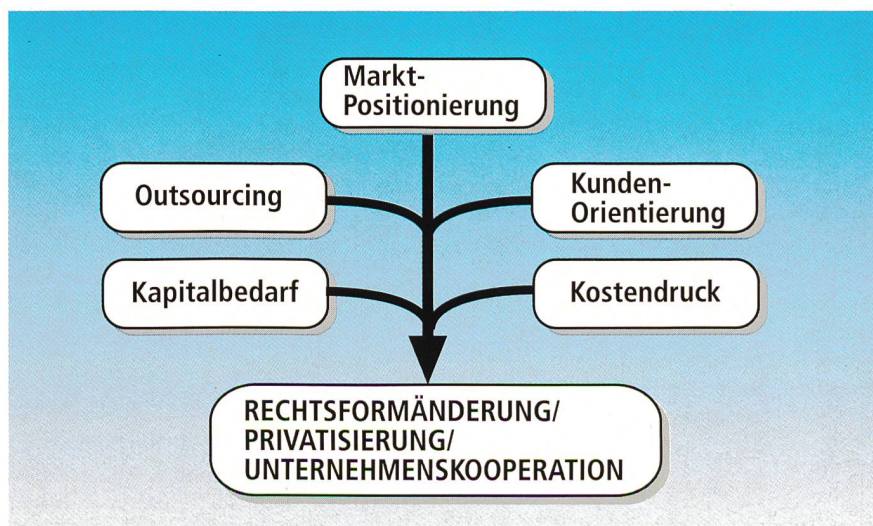 Markt-
Positionierung
Outsourcing
Kunden-
Orientierung
Kapitalbedarf
Kostendruck
RECHTSFORMÄNDERUNG/
PRIVATISIERUNG/
UNTERNEHMENSKOOPERATION